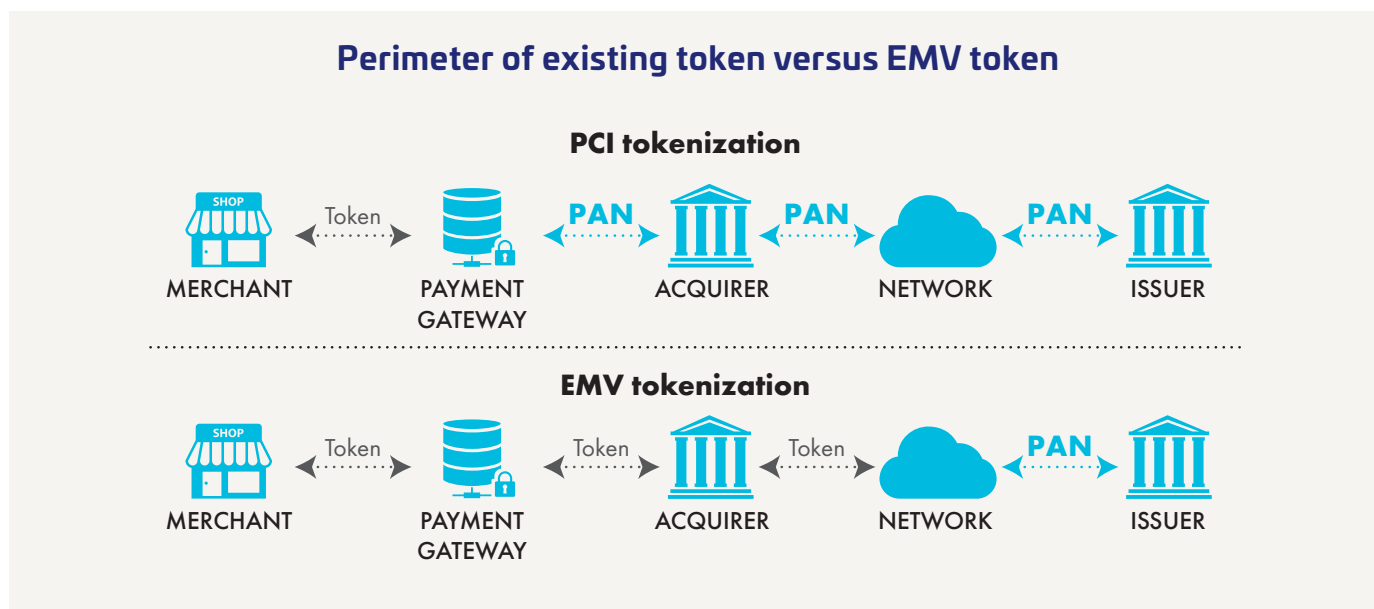 Perimeter of existing token versus EMV token
PCI tokenization
SHOP
Token
PAN
PAN
PAN
MERCHANT
PAYMENT
GATEWAY
ACQUIRER
NETWORK
ISSUER
EMV tokenization
SHOP
Token
Token
Token
PAN
MERCHANT
PAYMENT
GATEWAY
ACQUIRER
NETWORK
ISSUER